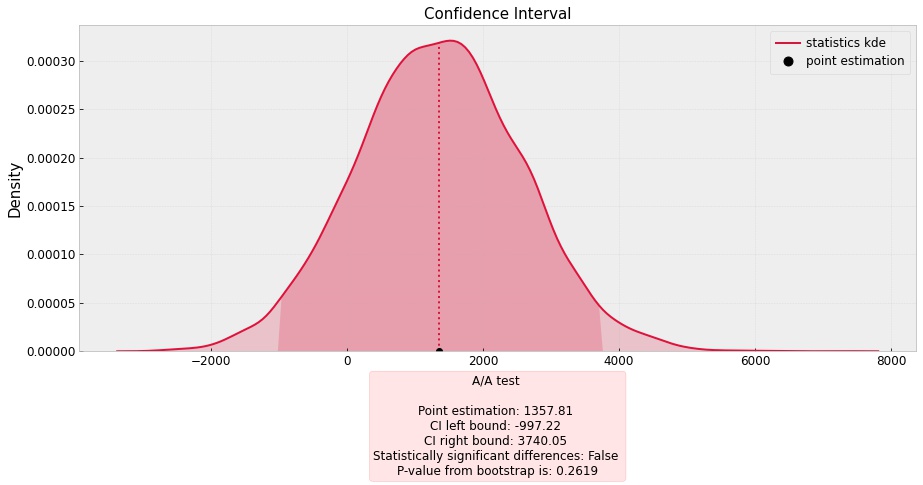 Confidence Interval
statistics kde
point estimation
Density
0.00030
0.00025
0.00020
0.00015
0.00010
0.00005
0.00000
−2000 0 2000 4000 6000 8000
A/A test
Point estimation: 1357.81
CI left bound: -997.22
CI right bound: 3740.05
Statistically significant differences: False
P-value from bootstrap is: 0.2619